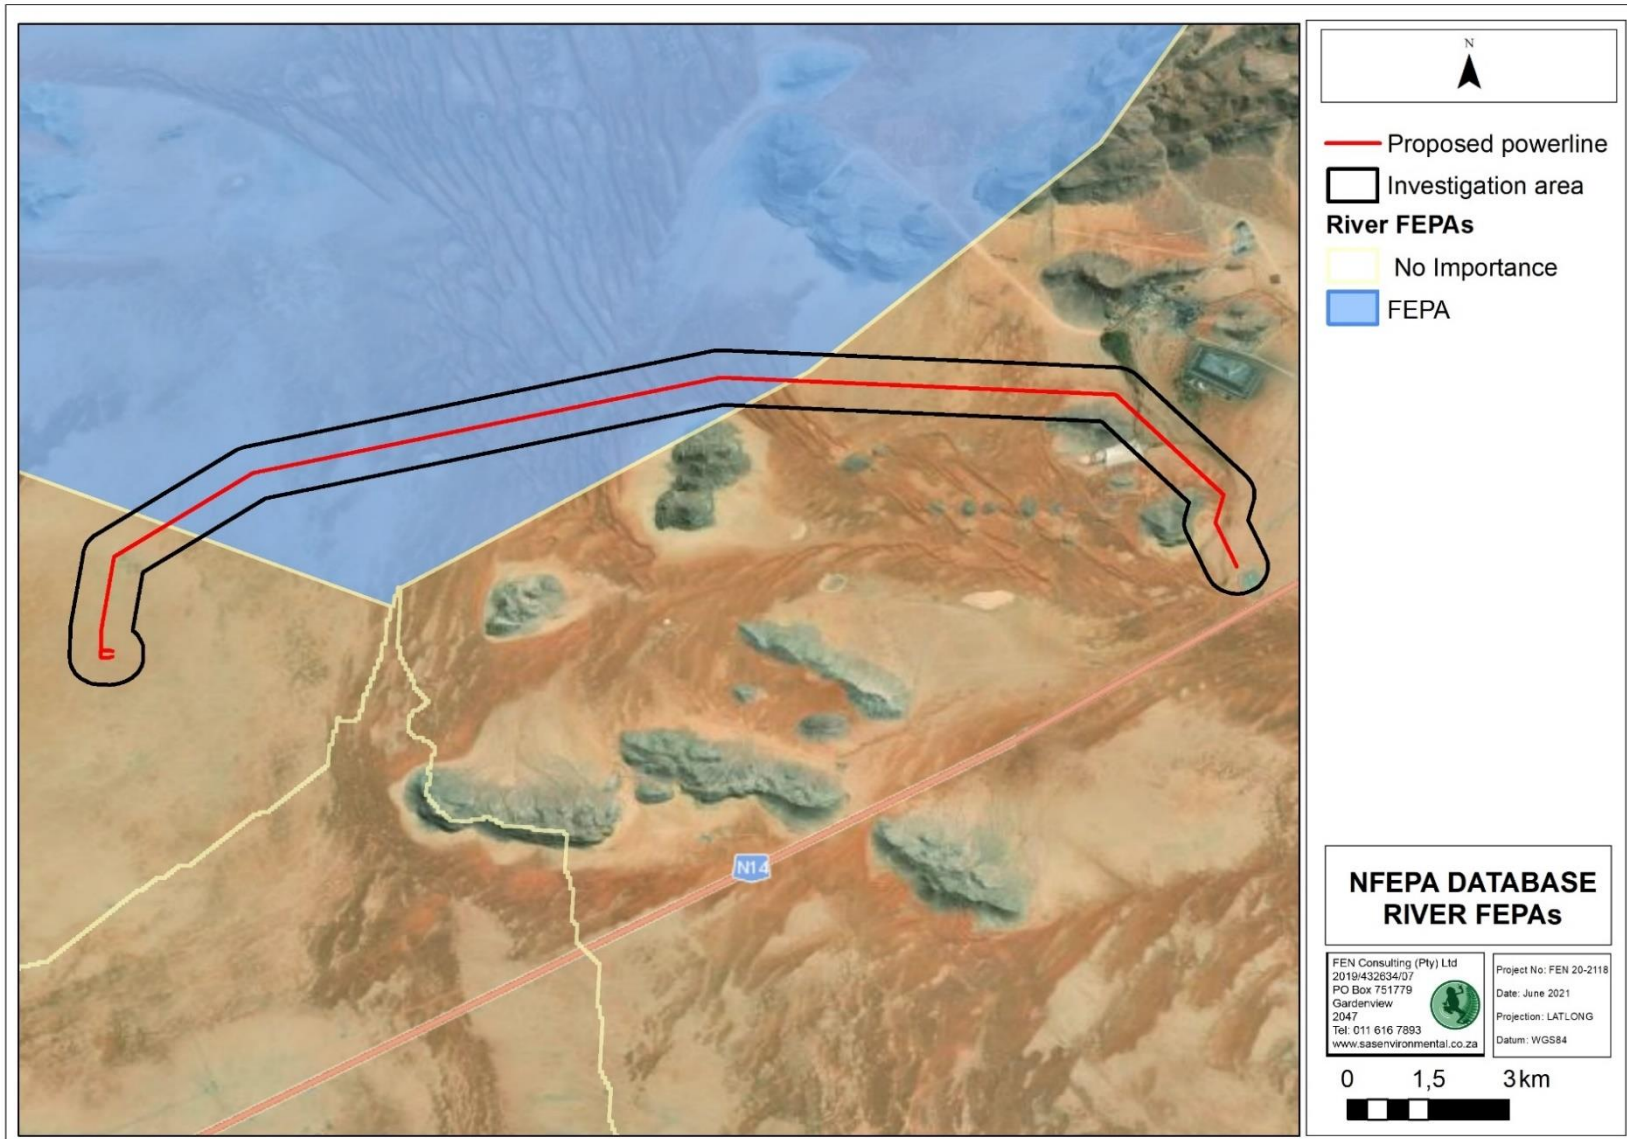 N
Proposed powerline
Investigation area
River FEPAs
No Importance
FEPA
N14
NFEPA DATABASE
RIVER FEPAs
FEN Consulting (Pty) Ltd
2019/432634/07
PO Box 751779
Gardenview
2047
Tel: 011 616 7893
www.sasenvironmental.co.za
Project No: FEN 20-2118
Date: June 2021
Projection: LATLONG
Datum: WGS84
0 1,5 3 km